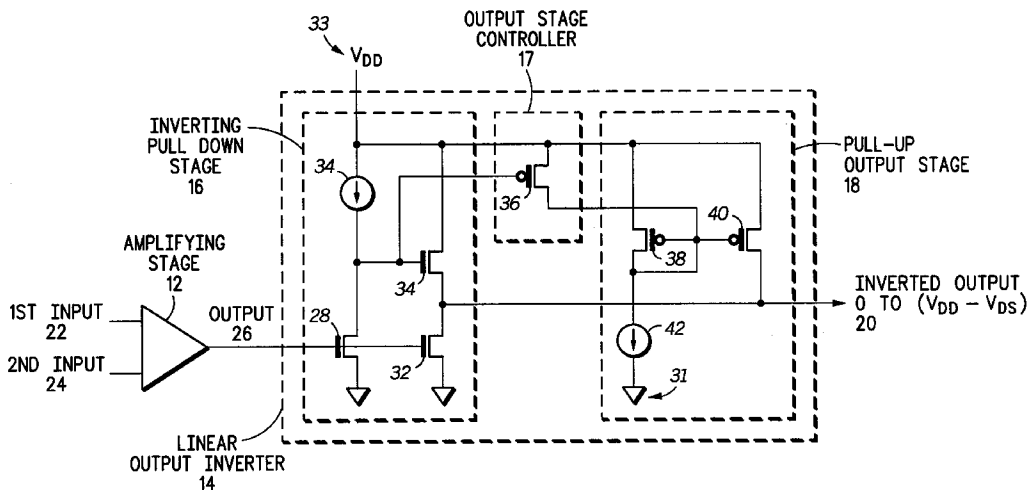 OUTPUT STAGE
CONTROLLER
17
33
VDD
INVERTING
PULL DOWN
STAGE
16
34
36
PULL-UP
OUTPUT STAGE
18
40
38
AMPLIFYING
STAGE
12
34
INVERTED OUTPUT
0 TO (VDD – VDS)
20
1ST INPUT
22
OUTPUT
26
28
2ND INPUT
24
32
42
31
LINEAR
OUTPUT INVERTER
14